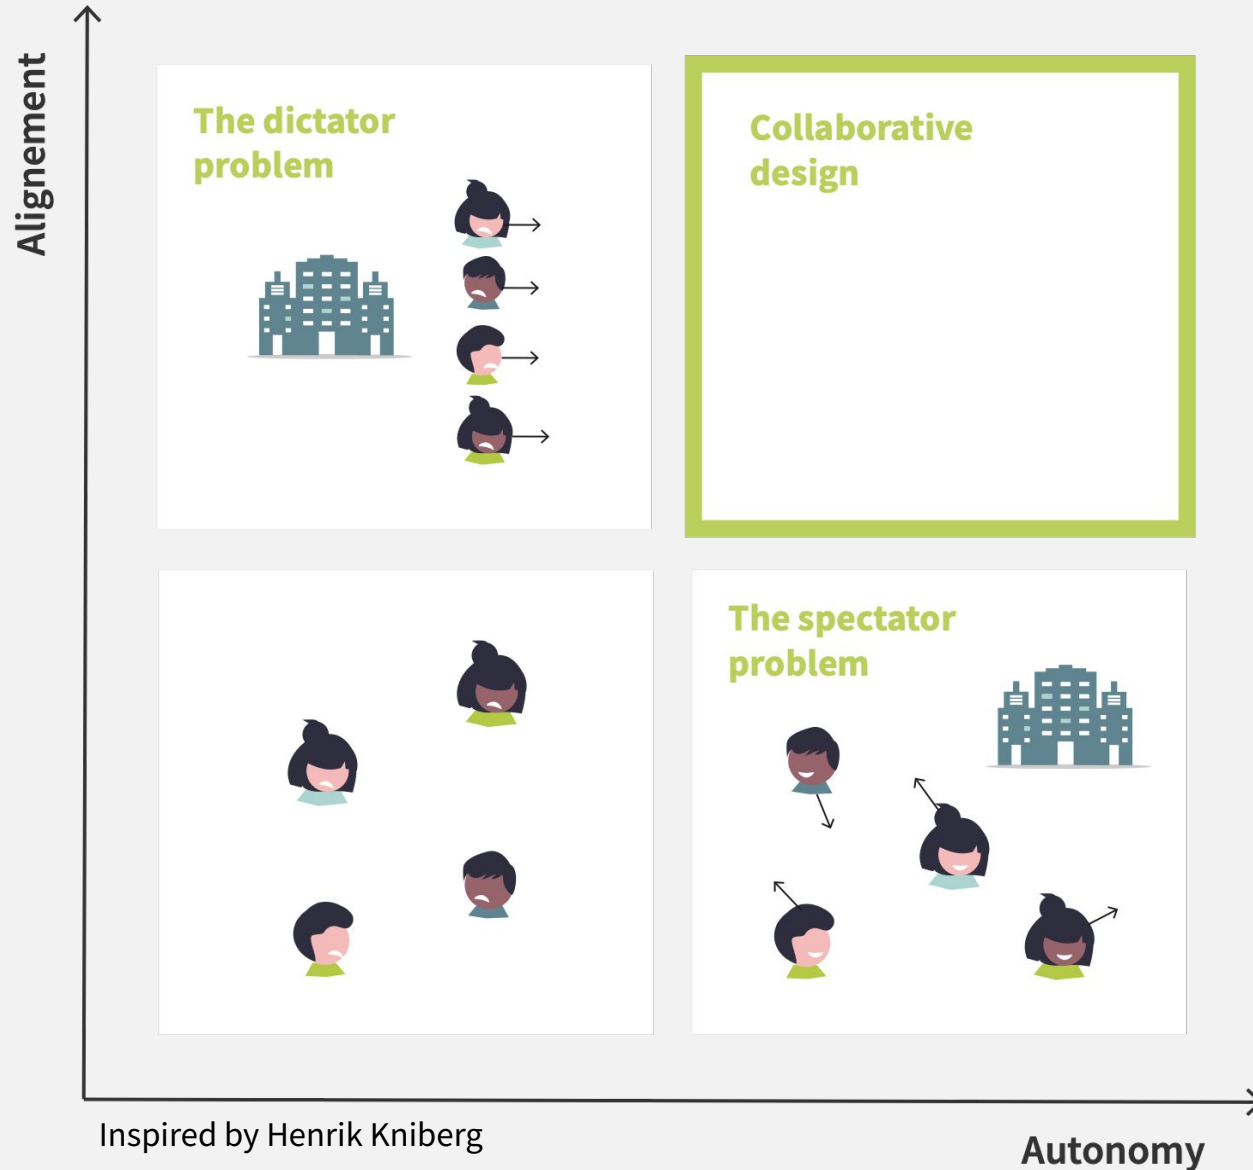 Alignement
The dictator
problem
Collaborative
design
The spectator
problem
Inspired by Henrik Kniberg
Autonomy